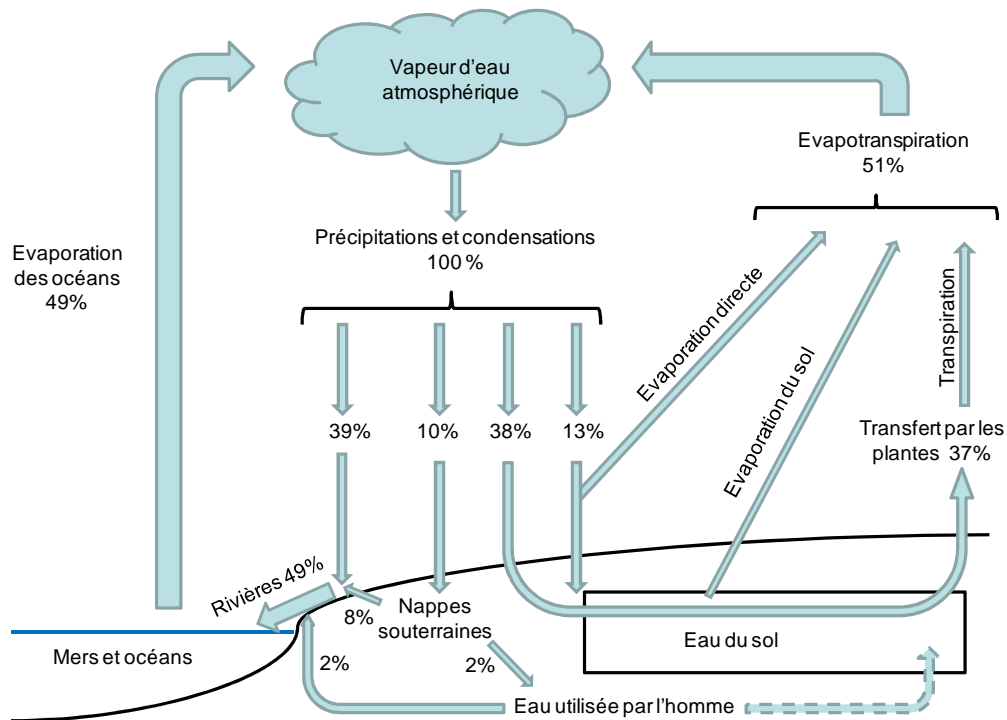 Vapeur d'eau
atmosphérique
Evapotranspiration
51%
Précipitations et condensations
100 %
Evaporation
des océans
49%
Evaporation directe
Evaporation du sol
Transpiration
39%
10%
38%
13%
Transfert par les
plantes 37%
Rivières 49%
8%
Nappes
souterraines
Eau du sol
Mers et océans
2%
2%
Eau utilisée par l'homme